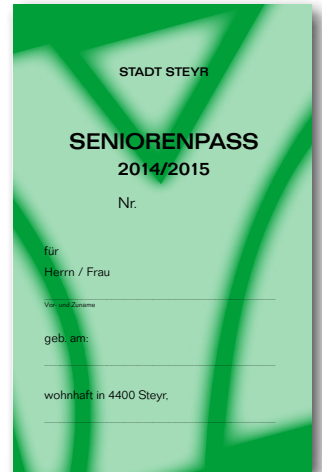 STADT STEYR
SENIORENPASS
2014/2015
Nr.
für
Herrn / Frau
Vor- und Zuname
geb. am:
wohnhaft in 4400 Steyr,